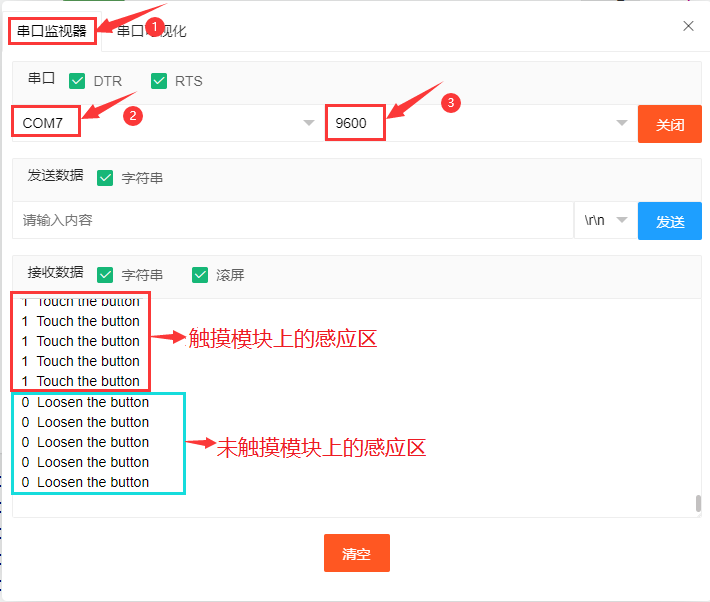 串口监视器
1
串口可视化
串口 DTR RTS
COM7
2
9600
3
关闭
发送数据 字符串
请输入内容
\r\n
发送
接收数据 字符串 滚屏
1 Touch the button
1 Touch the button
1 Touch the button
1 Touch the button
1 Touch the button
触摸模块上的感应区
0 Loosen the button
0 Loosen the button
0 Loosen the button
0 Loosen the button
0 Loosen the button
未触摸模块上的感应区
清空